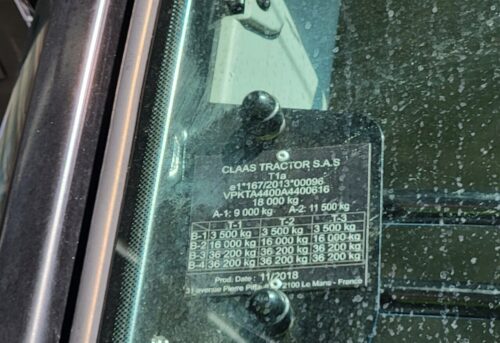 CLAAS TRACTOR S.A.S
T1a
e1*167/2013*00096
VPKTA4400A4400616
18 000 kg
A-1: 9 000 kg A-2: 11 500 kg
T-1 T-2 T-3
B-1 3 500 kg 3 500 kg 3 500 kg
B-2 16 000 kg 16 000 kg 16 000 kg
B-3 36 200 kg 36 200 kg 36 200 kg
B-4 36 200 kg 36 200 kg 36 200 kg
Prod. Date : 11/2018
avenue Pierre 2100 Le Mans - France